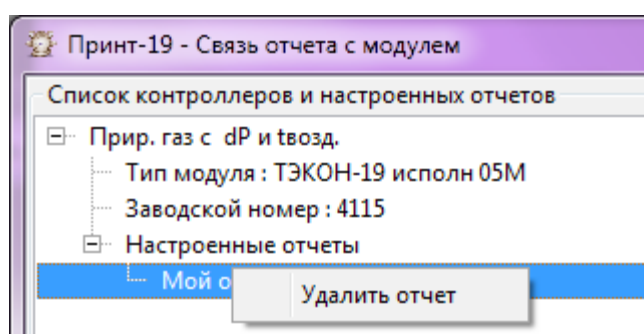 Принт-19 - Связь отчета с модулем
Список контроллеров и настроенных отчетов
Прир. газ с dP и tвозд.
Тип модуля : ТЭКОН-19 исполн 05М
Заводской номер : 4115
Настроенные отчеты
Мой о
Удалить отчет